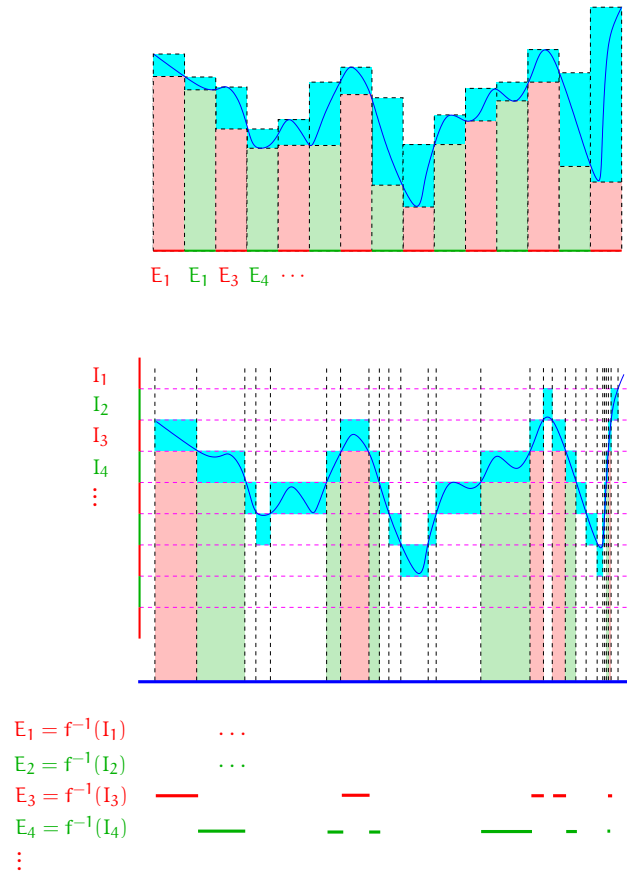 E₁ E₁ E₃ E₄ ⋯
I₁
I₂
I₃
I₄
⋮
E₁ = f⁻¹(I₁) ⋯
E₂ = f⁻¹(I₂) ⋯
E₃ = f⁻¹(I₃)
E₄ = f⁻¹(I₄)
⋮